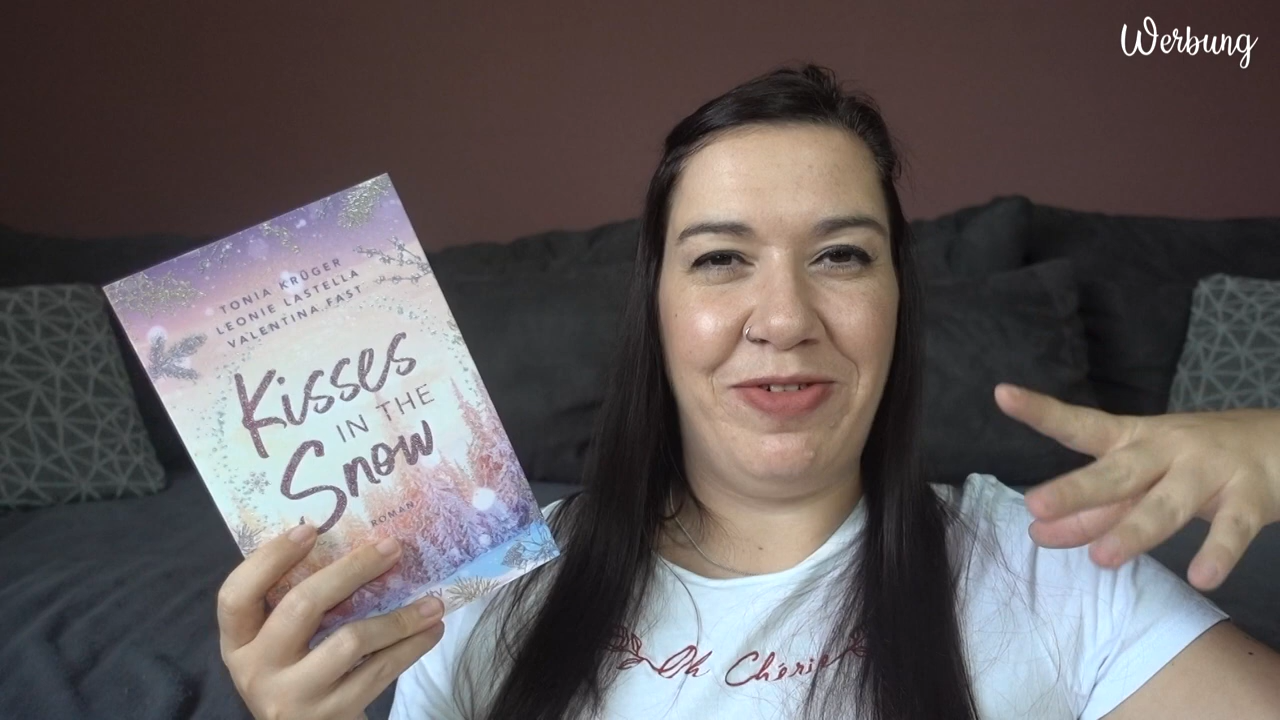 Werbung
TONIA KRÜGER
LEONIE LASTELLA
VALENTINA FAST
Kisses
IN THE
Snow
ROMAN
Oh Chérie